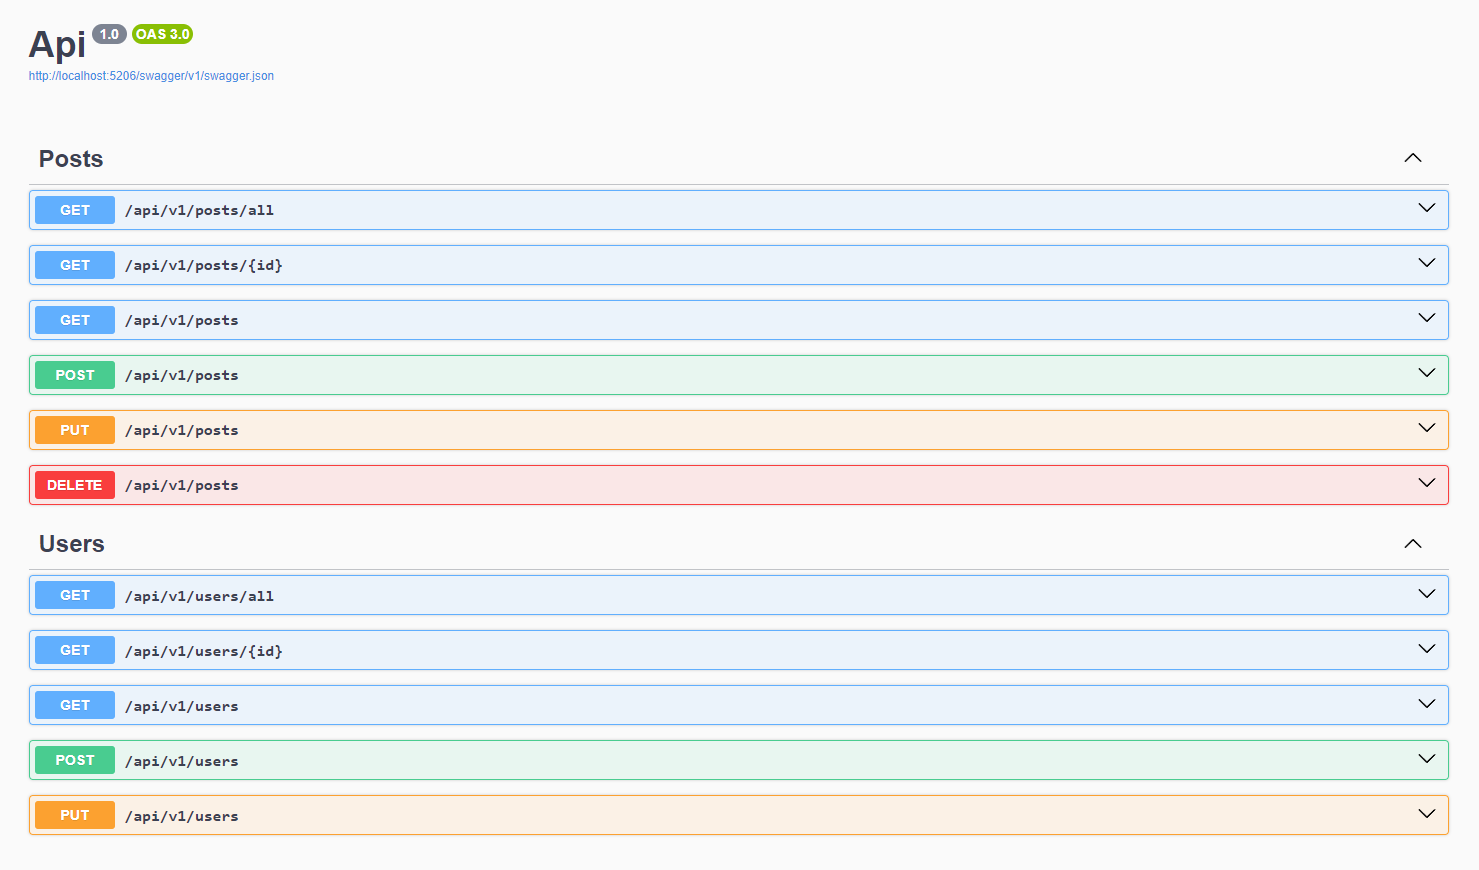 Api 1.0 OAS 3.0
http://localhost:5206/swagger/v1/swagger.json
Posts
GET /api/v1/posts/all
GET /api/v1/posts/{id}
GET /api/v1/posts
POST /api/v1/posts
PUT /api/v1/posts
DELETE /api/v1/posts
Users
GET /api/v1/users/all
GET /api/v1/users/{id}
GET /api/v1/users
POST /api/v1/users
PUT /api/v1/users